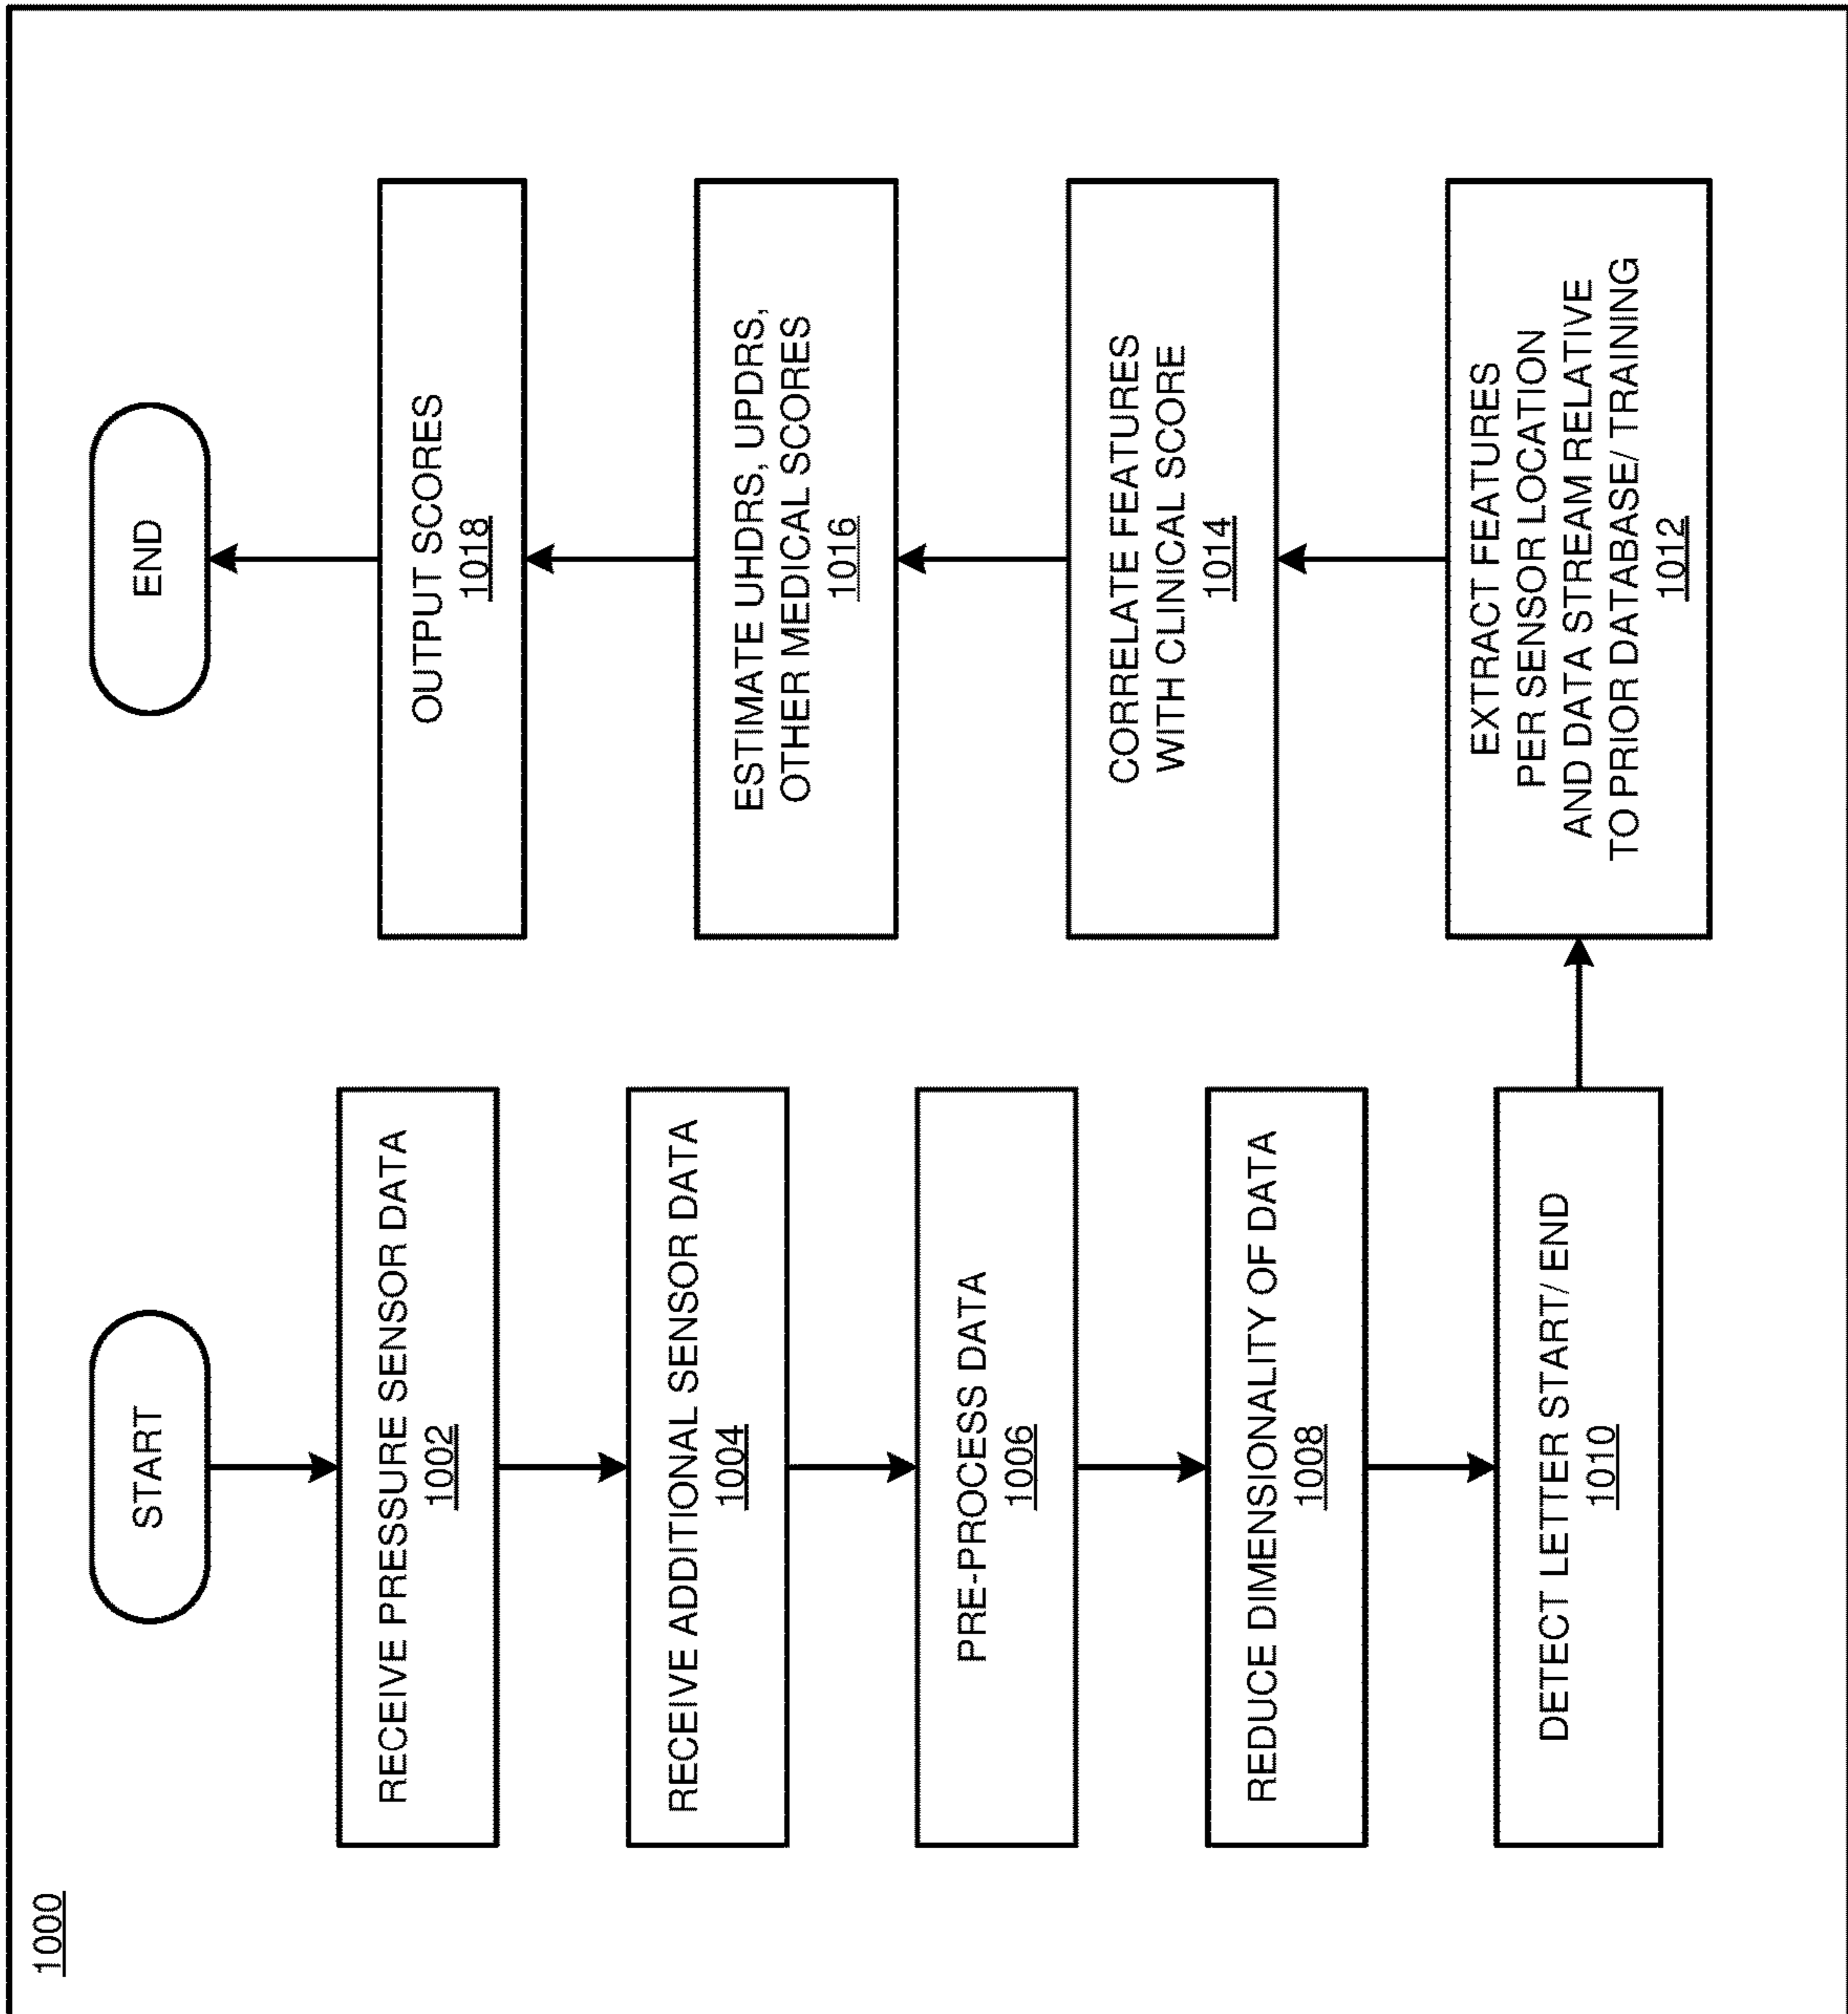 1000
START
RECEIVE PRESSURE SENSOR DATA
1002
RECEIVE ADDITIONAL SENSOR DATA
1004
PRE-PROCESS DATA
1006
REDUCE DIMENSIONALITY OF DATA
1008
DETECT LETTER START/ END
1010
EXTRACT FEATURES
PER SENSOR LOCATION
AND DATA STREAM RELATIVE
TO PRIOR DATABASE/ TRAINING
1012
CORRELATE FEATURES
WITH CLINICAL SCORE
1014
ESTIMATE UHDRS, UPDRS,
OTHER MEDICAL SCORES
1016
OUTPUT SCORES
1018
END